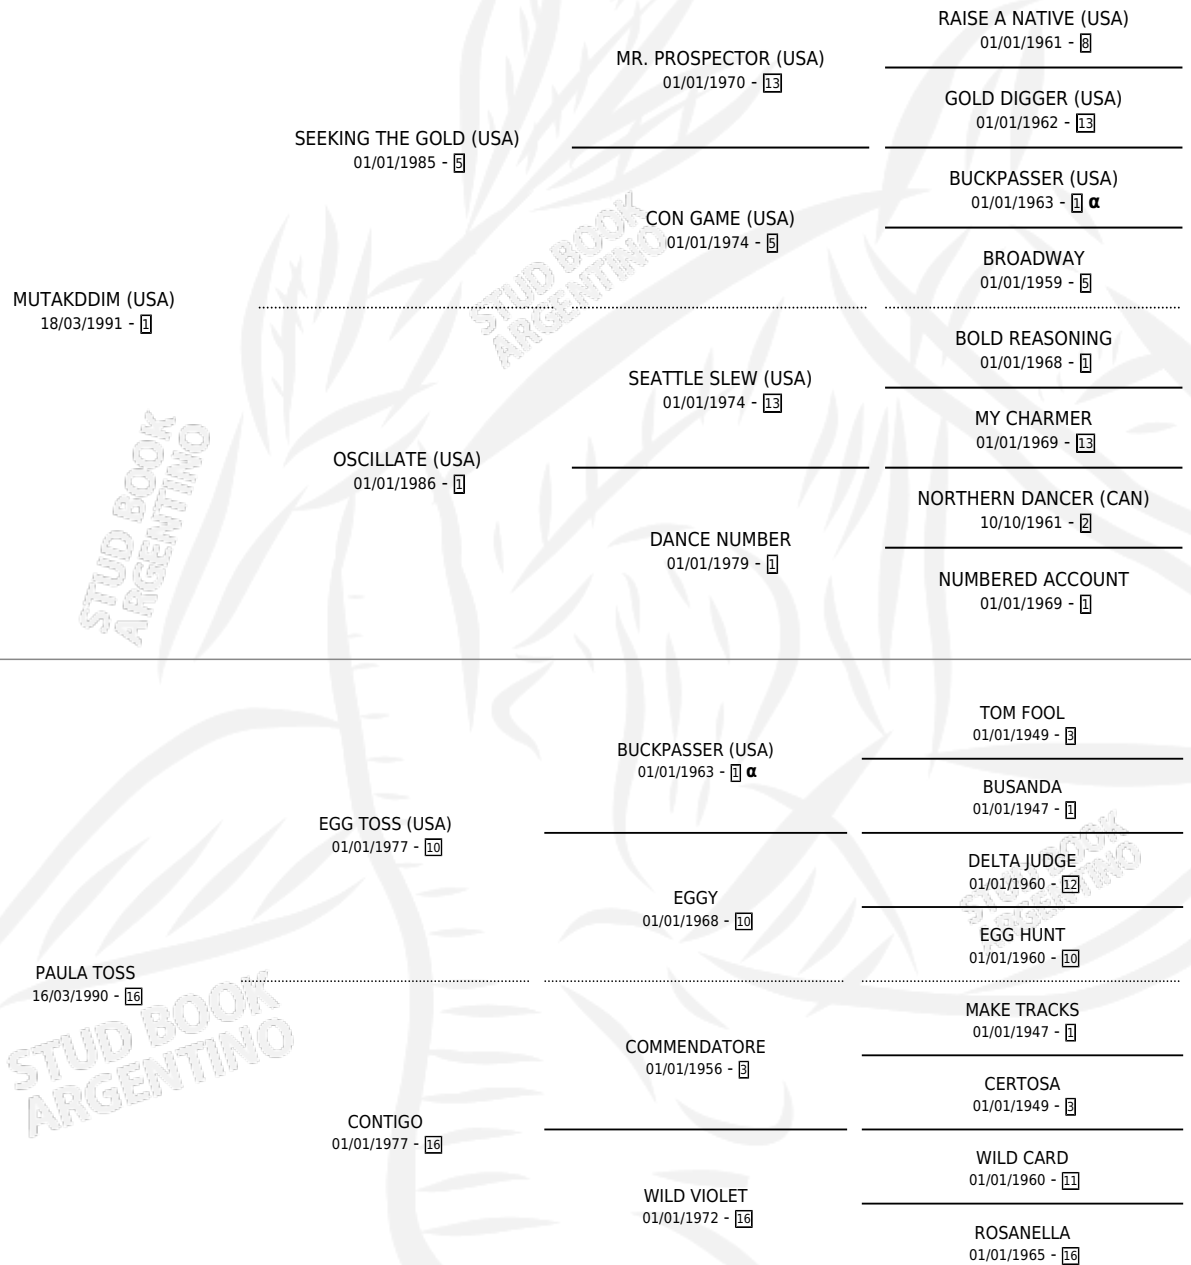 RAISE A NATIVE (USA)
01/01/1961 - 8
MR. PROSPECTOR (USA)
01/01/1970 - 13
GOLD DIGGER (USA)
01/01/1962 - 13
SEEKING THE GOLD (USA)
01/01/1985 - 5
BUCKPASSER (USA)
01/01/1963 - 1 α
CON GAME (USA)
01/01/1974 - 5
BROADWAY
01/01/1959 - 5
MUTAKDDIM (USA)
18/03/1991 - 1
BOLD REASONING
01/01/1968 - 1
SEATTLE SLEW (USA)
01/01/1974 - 13
MY CHARMER
01/01/1969 - 13
OSCILLATE (USA)
01/01/1986 - 1
NORTHERN DANCER (CAN)
10/10/1961 - 2
DANCE NUMBER
01/01/1979 - 1
NUMBERED ACCOUNT
01/01/1969 - 1
TOM FOOL
01/01/1949 - 3
BUCKPASSER (USA)
01/01/1963 - 1 α
BUSANDA
01/01/1947 - 1
EGG TOSS (USA)
01/01/1977 - 10
DELTA JUDGE
01/01/1960 - 12
EGGY
01/01/1968 - 10
EGG HUNT
01/01/1960 - 10
PAULA TOSS
16/03/1990 - 16
MAKE TRACKS
01/01/1947 - 1
COMMENDATORE
01/01/1956 - 3
CERTOSA
01/01/1949 - 3
CONTIGO
01/01/1977 - 16
WILD CARD
01/01/1960 - 11
WILD VIOLET
01/01/1972 - 16
ROSANELLA
01/01/1965 - 16
STUD BOOK
ARGENTINO
STUD BOOK
ARGENTINO
STUD BOOK
ARGENTINO
STUD BOOK
ARGENTINO